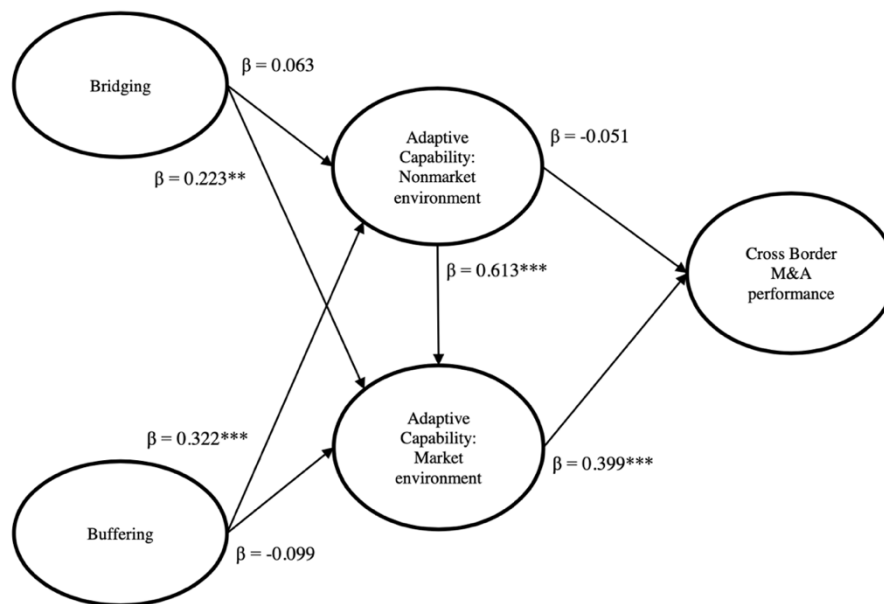 Bridging
β = 0.063
β = 0.223**
Adaptive
Capability:
Nonmarket
environment
β = -0.051
β = 0.613***
Cross Border
M&A
performance
β = 0.322***
Adaptive
Capability:
Market
environment
β = 0.399***
Buffering
β = -0.099